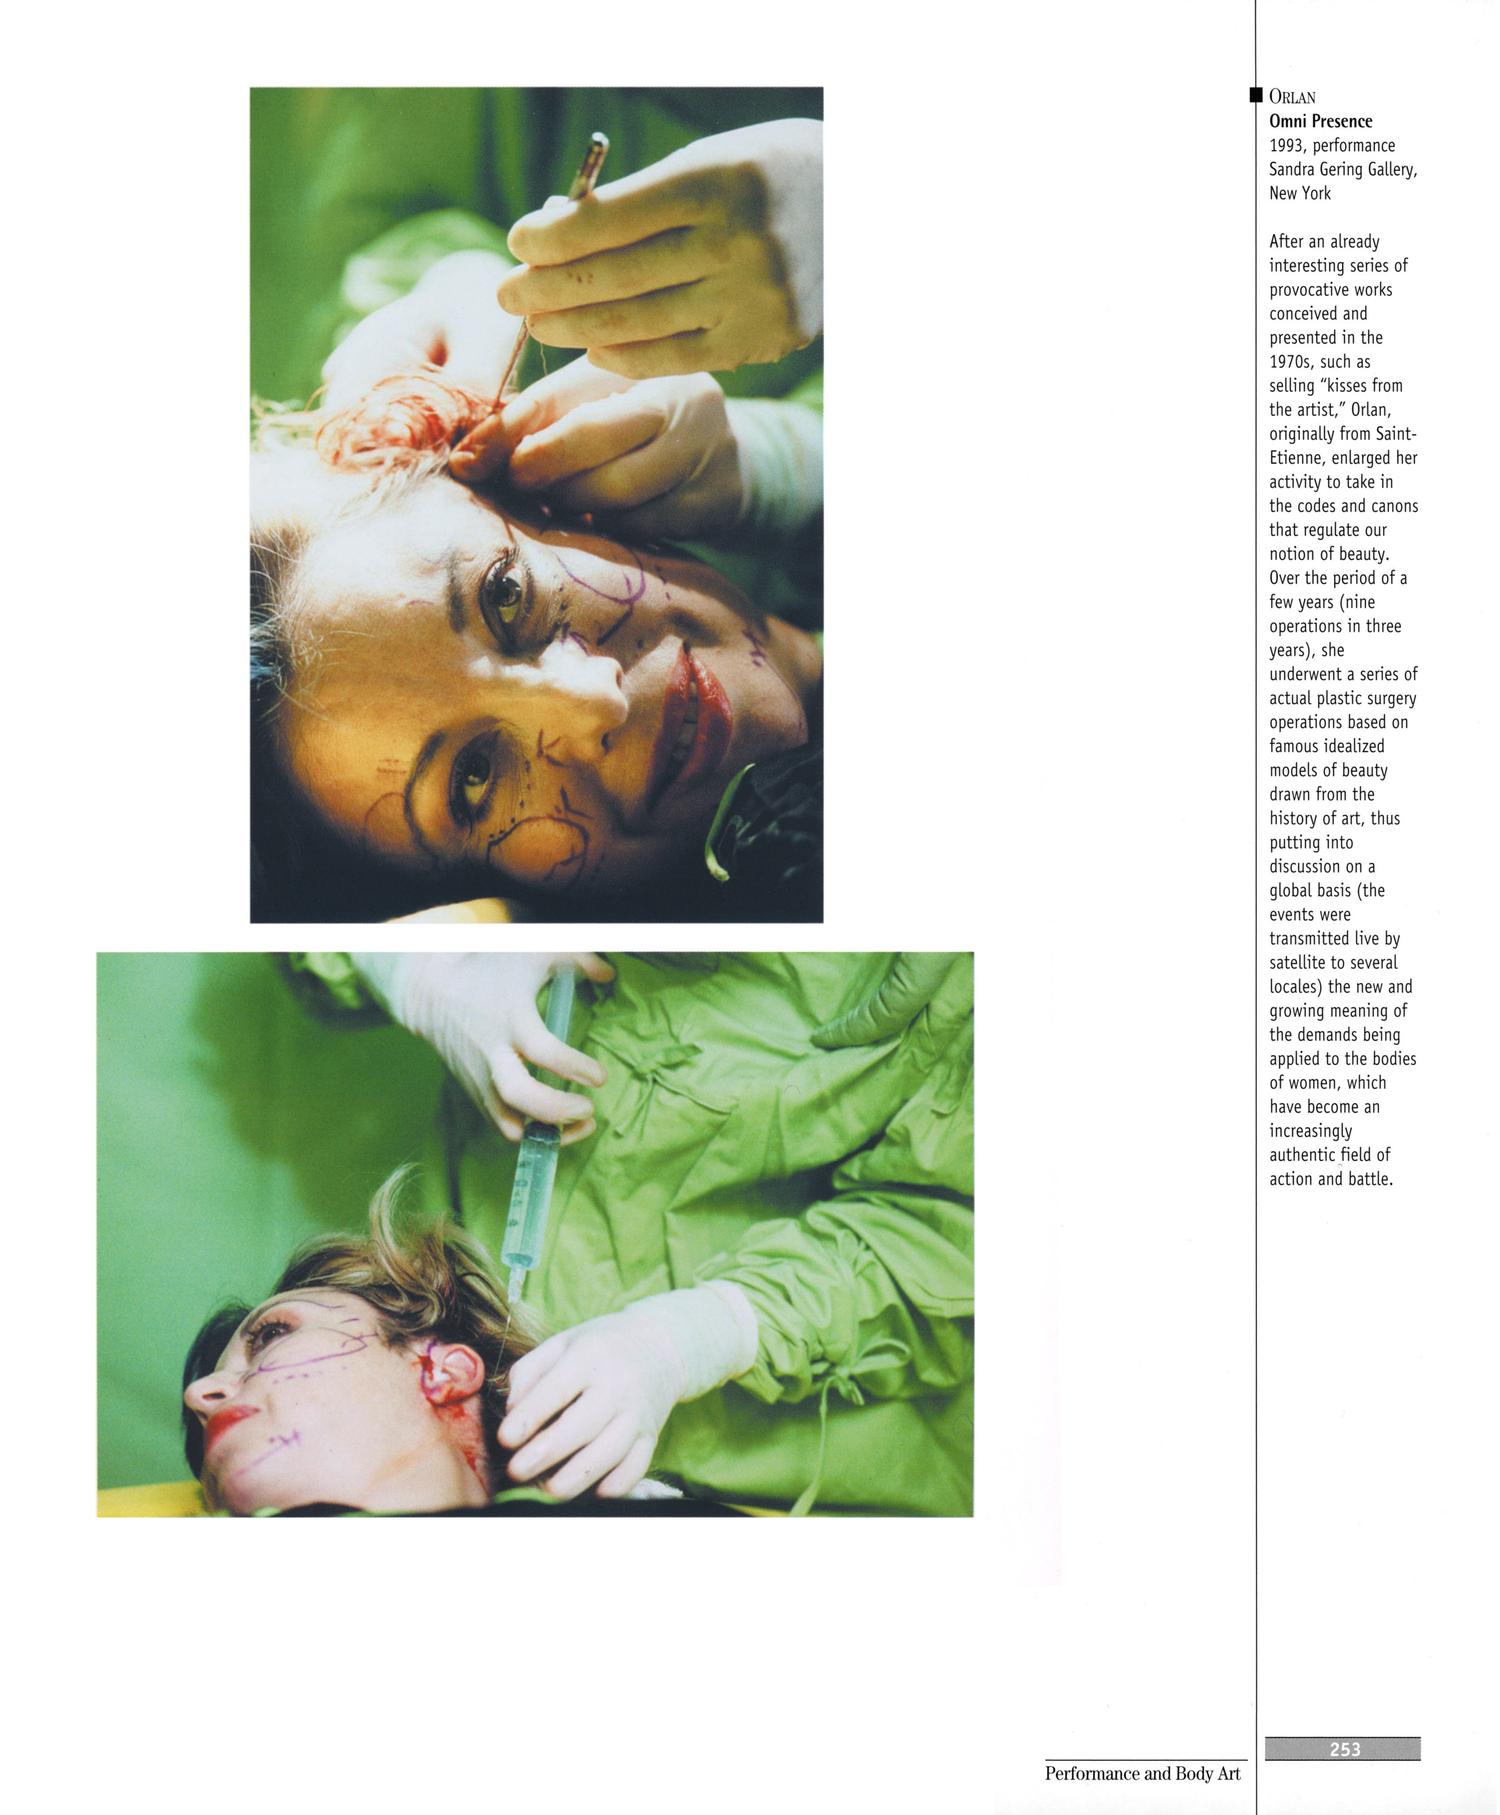 ORLAN
Omni Presence
1993, performance
Sandra Gering Gallery,
New York
After an already
interesting series of
provocative works
conceived and
presented in the
1970s, such as
selling “kisses from
the artist,” Orlan,
originally from Saint-
Etienne, enlarged her
activity to take in
the codes and canons
that regulate our
notion of beauty.
Over the period of a
few years (nine
operations in three
years), she
underwent a series of
actual plastic surgery
operations based on
famous idealized
models of beauty
drawn from the
history of art, thus
putting into
discussion on a
global basis (the
events were
transmitted live by
satellite to several
locales) the new and
growing meaning of
the demands being
applied to the bodies
of women, which
have become an
increasingly
authentic field of
action and battle.
Performance and Body Art
253